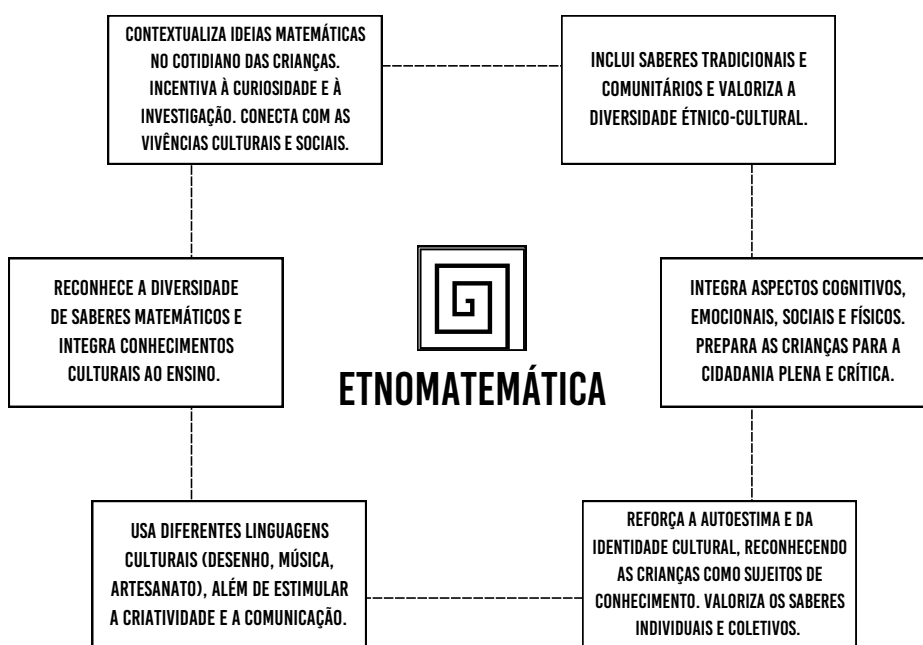 CONTEXTUALIZA IDEIAS MATEMÁTICAS
NO COTIDIANO DAS CRIANÇAS.
INCENTIVA À CURIOSIDADE E À
INVESTIGAÇÃO. CONECTA COM AS
VIVÊNCIAS CULTURAIS E SOCIAIS.
INCLUI SABERES TRADICIONAIS E
COMUNITÁRIOS E VALORIZA A
DIVERSIDADE ÉTNICO-CULTURAL.
RECONHECE A DIVERSIDADE
DE SABERES MATEMÁTICOS E
INTEGRA CONHECIMENTOS
CULTURAIS AO ENSINO.
ETNOMATEMÁTICA
INTEGRA ASPECTOS COGNITIVOS,
EMOCIONAIS, SOCIAIS E FÍSICOS.
PREPARA AS CRIANÇAS PARA A
CIDADANIA PLENA E CRÍTICA.
USA DIFERENTES LINGUAGENS
CULTURAIS (DESENHO, MÚSICA,
ARTESANATO), ALÉM DE ESTIMULAR
A CRIATIVIDADE E A COMUNICAÇÃO.
REFORÇA A AUTOESTIMA E DA
IDENTIDADE CULTURAL, RECONHECENDO
AS CRIANÇAS COMO SUJEITOS DE
CONHECIMENTO. VALORIZA OS SABERES
INDIVIDUAIS E COLETIVOS.